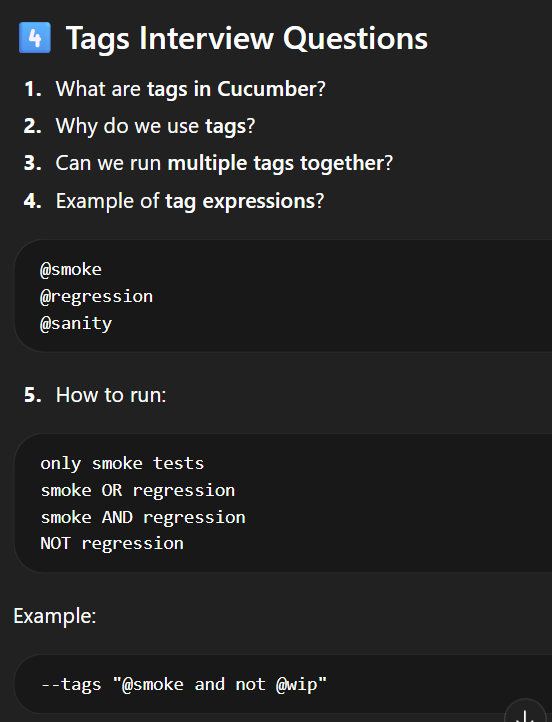 4 Tags Interview Questions
1. What are tags in Cucumber?
2. Why do we use tags?
3. Can we run multiple tags together?
4. Example of tag expressions?
@smoke
@regression
@sanity
5. How to run:
only smoke tests
smoke OR regression
smoke AND regression
NOT regression
Example:
--tags "@smoke and not @wip"